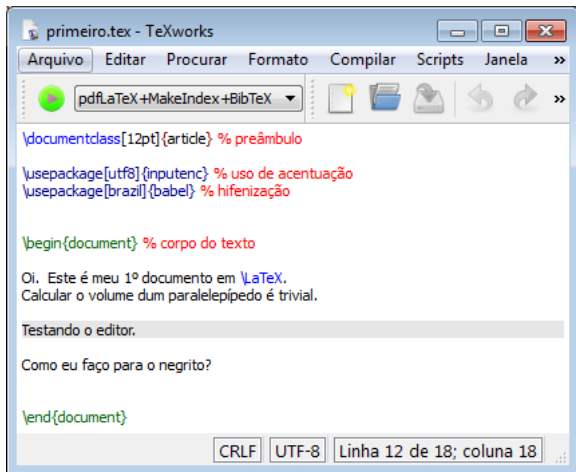 primeiro.tex - TeXworks
Arquivo Editar Procurar Formato Compilar Scripts Janela »
pdfLaTeX+MakeIndex+BibTeX »
\documentclass[12pt]{article} % preâmbulo
\usepackage[utf8]{inputenc} % uso de acentuação
\usepackage[brazil]{babel} % hifenização
\begin{document} % corpo do texto
Oi. Este é meu 1º documento em \LaTeX.
Calcular o volume dum paralelepípedo é trivial.
Testando o editor.
Como eu faço para o negrito?
\end{document}
CRLF UTF-8 Linha 12 de 18; coluna 18